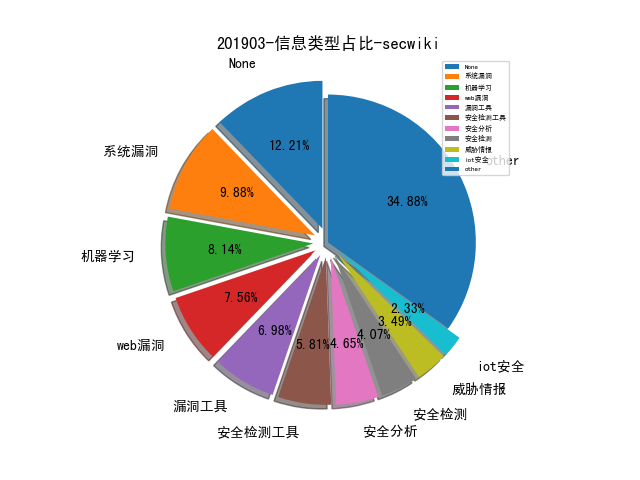 201903-信息类型占比-secwiki
None
系统漏洞
机器学习
web漏洞
漏洞工具
安全检测工具
安全分析
安全检测
威胁情报
iot安全
other
12.21%
9.88%
8.14%
7.56%
6.98%
5.81%
4.65%
4.07%
3.49%
2.33%
34.88%
None
系统漏洞
机器学习
web漏洞
漏洞工具
安全检测工具
安全分析
安全检测
威胁情报
iot安全
other